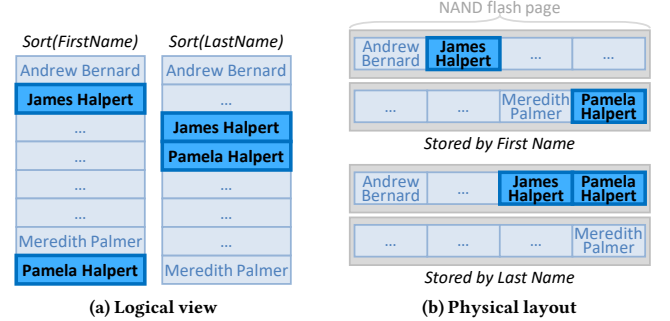 Sort(FirstName)
Andrew Bernard
James Halpert
...
...
...
...
Meredith Palmer
Pamela Halpert
Sort(LastName)
Andrew Bernard
...
James Halpert
Pamela Halpert
...
...
...
Meredith Palmer
(a) Logical view
NAND flash page
Andrew
Bernard
James
Halpert
...
...
...
...
Meredith
Palmer
Pamela
Halpert
Stored by First Name
Andrew
Bernard
...
James
Halpert
Pamela
Halpert
...
...
...
Meredith
Palmer
Stored by Last Name
(b) Physical layout